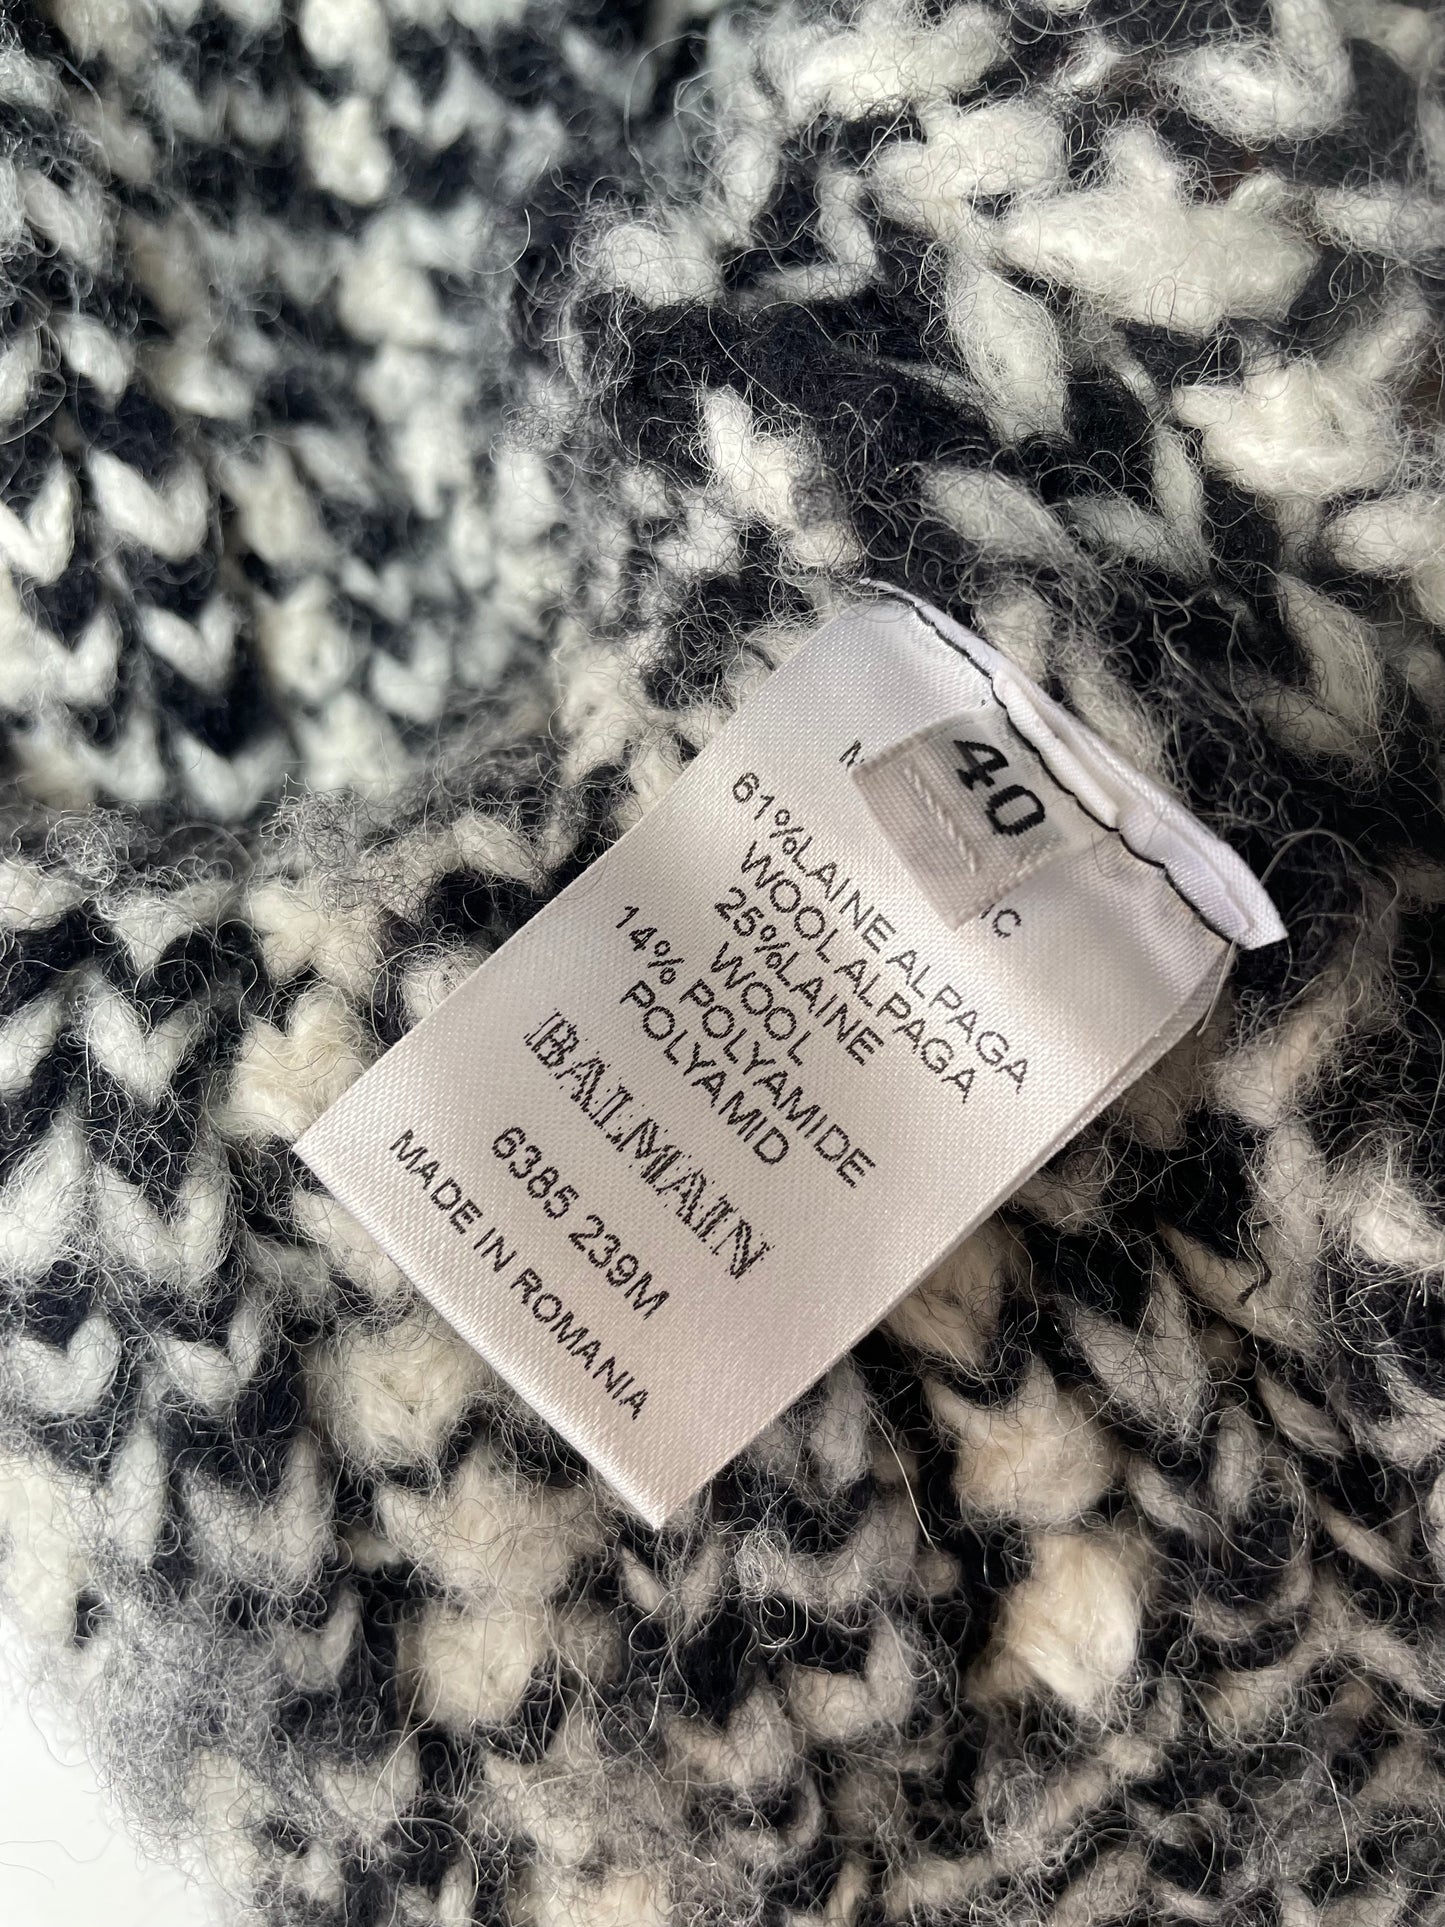 40
61%LAINE ALPAGA
WOOL ALPAGA
25%LAINE
WOOL
14% POLYAMIDE
POLYAMID
BALMAIN
6385 239M
MADE IN ROMANIA